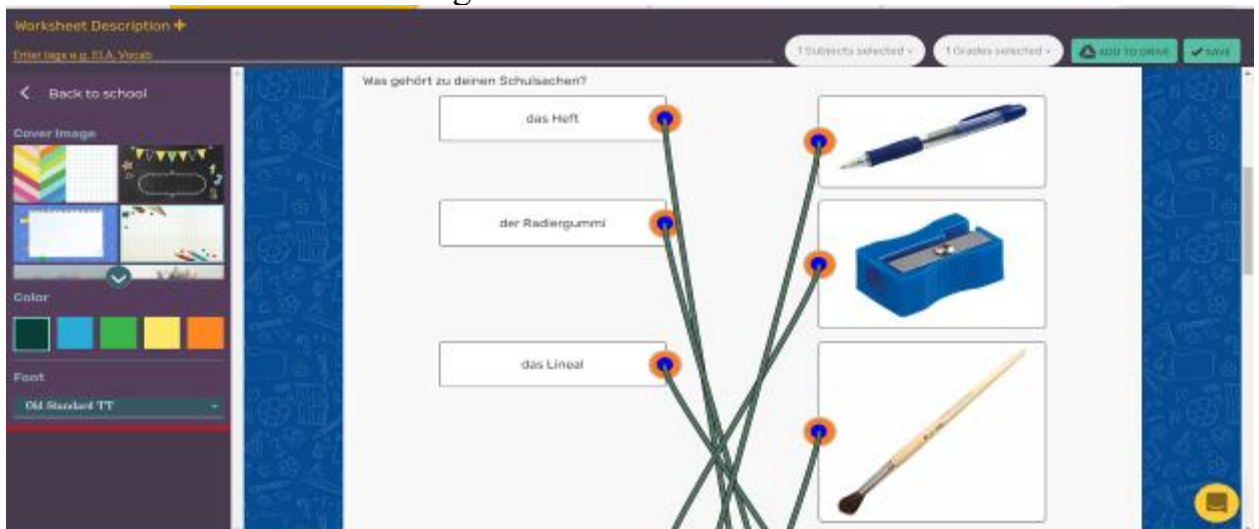 Worksheet Description +
Enter tags e.g. ELA, Vocab
1 Subjects selected
1 Grades selected
ADD TO DRIVE
SAVE
Back to school
Cover Image
Color
Font
Old Standard TT
Was gehört zu deinen Schulsachen?
das Heft
der Radiergummi
das Lineal